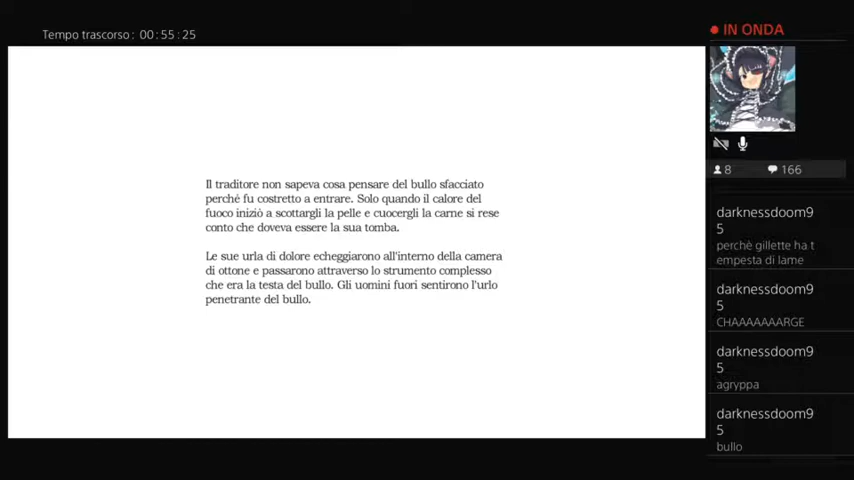 Tempo trascorso: 00:55:25
IN ONDA
8 166
Il traditore non sapeva cosa pensare del bullo sfacciato
perché fu costretto a entrare. Solo quando il calore del
fuoco iniziò a scottargli la pelle e cuocergli la carne si rese
conto che doveva essere la sua tomba.
Le sue urla di dolore echeggiarono all'interno della camera
di ottone e passarono attraverso lo strumento complesso
che era la testa del bullo. Gli uomini fuori sentirono l'urlo
penetrante del bullo.
darknessdoom9
5
perchè gillette ha t
empesta di lame
darknessdoom9
5
CHAAAAAAARGE
darknessdoom9
5
agryppa
darknessdoom9
5
bullo